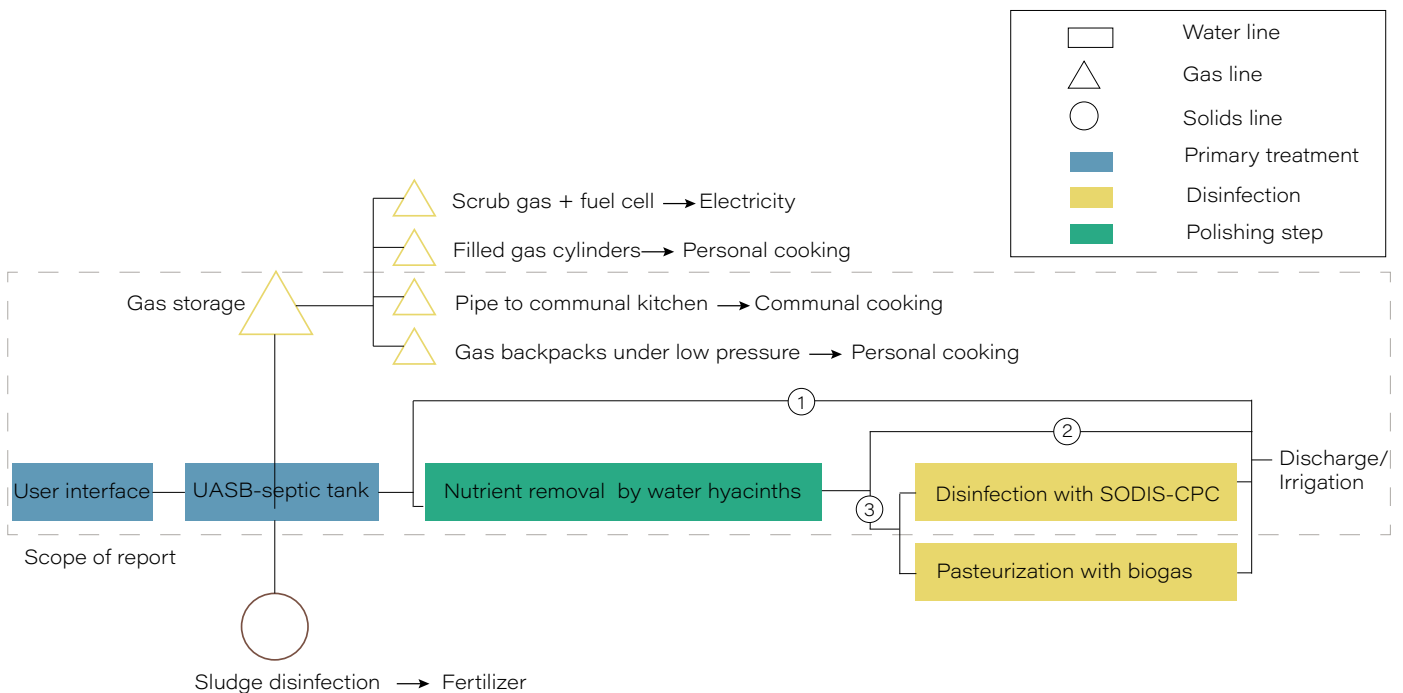 Water line
Gas line
Solids line
Primary treatment
Disinfection
Polishing step
Scrub gas + fuel cell → Electricity
Filled gas cylinders → Personal cooking
Gas storage
Pipe to communal kitchen → Communal cooking
Gas backpacks under low pressure → Personal cooking
1
2
Discharge/
Irrigation
User interface
UASB-septic tank
Nutrient removal by water hyacinths
3
Disinfection with SODIS-CPC
Scope of report
Pasteurization with biogas
Sludge disinfection → Fertilizer